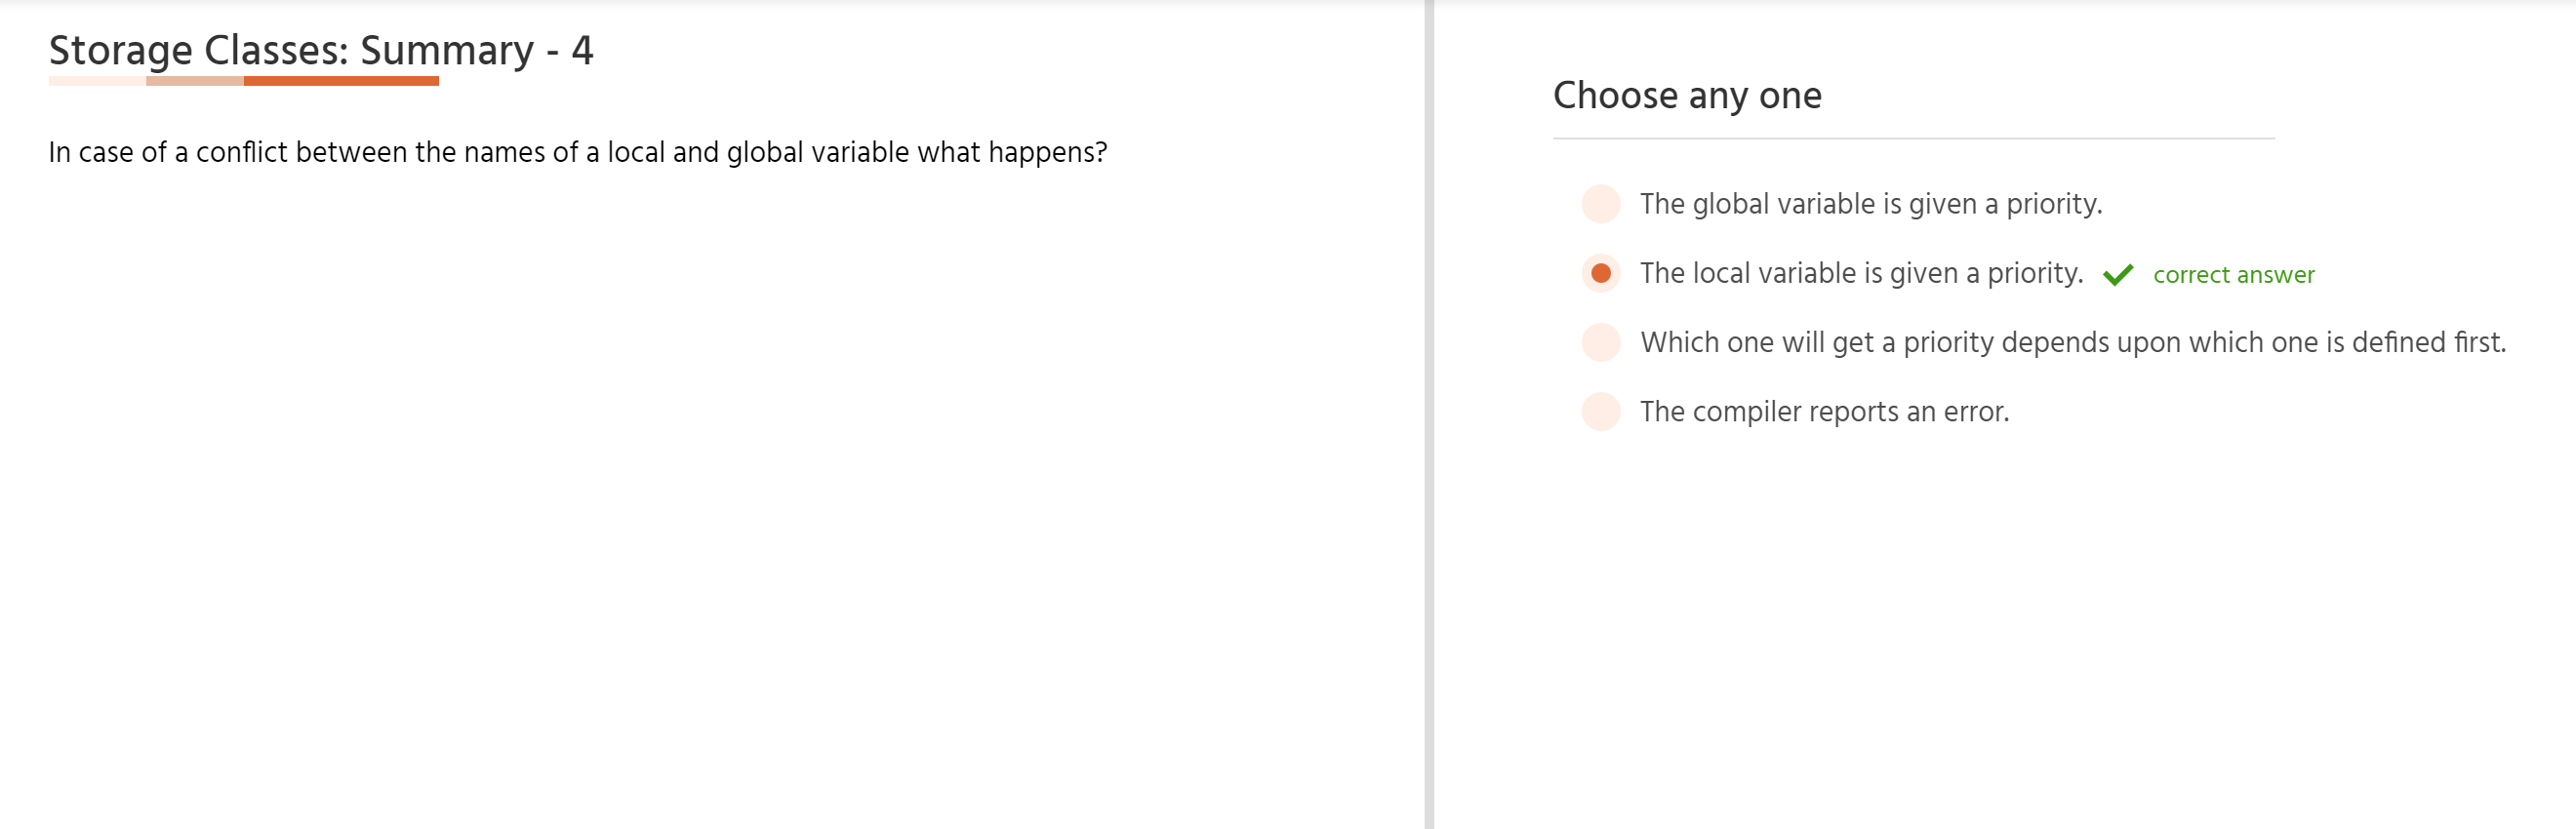 Storage Classes: Summary - 4
In case of a conflict between the names of a local and global variable what happens?
Choose any one
The global variable is given a priority.
The local variable is given a priority. correct answer
Which one will get a priority depends upon which one is defined first.
The compiler reports an error.